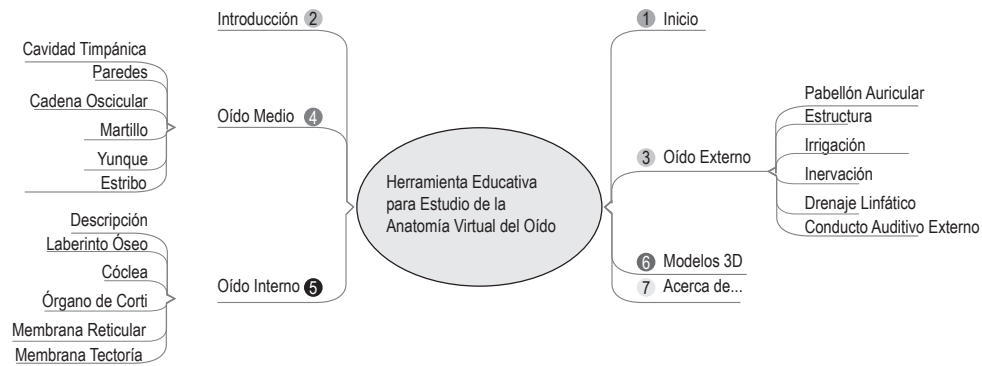 Introducción 2
1 Inicio
Cavidad Timpánica
Paredes
Cadena Oscicular
Martillo
Yunque
Estribo
Oído Medio 4
Descripción
Laberinto Óseo
Cóclea
Órgano de Corti
Membrana Reticular
Membrana Tectoría
Oído Interno 5
Herramienta Educativa
para Estudio de la
Anatomía Virtual del Oído
3 Oído Externo
Pabellón Auricular
Estructura
Irrigación
Inervación
Drenaje Linfático
Conducto Auditivo Externo
6 Modelos 3D
7 Acerca de...